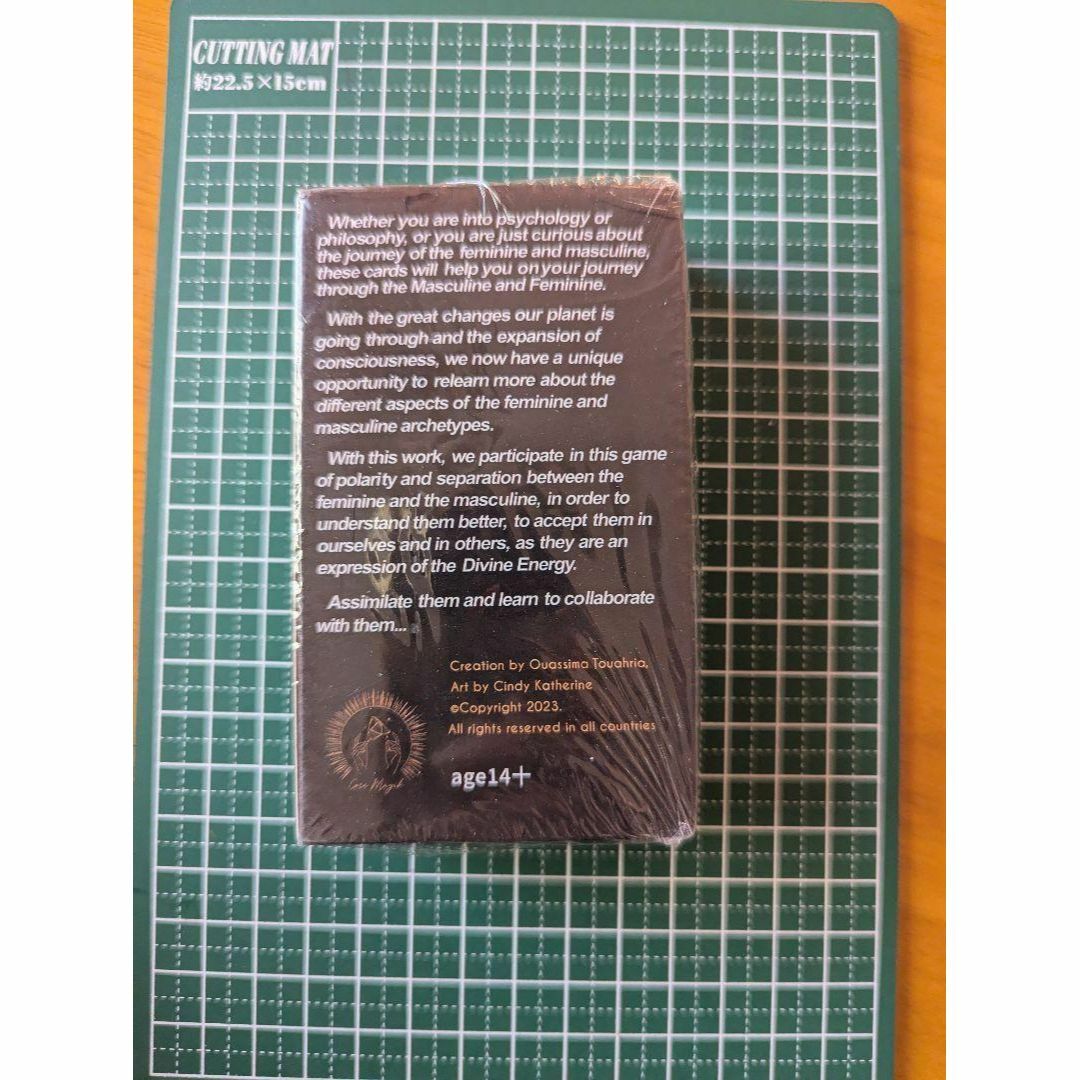 CUTTING MAT
約22.5×15cm
Whether you are into psychology or
philosophy, or you are just curious about
the journey of the feminine and masculine,
these cards will help you on your journey
through the Masculine and Feminine.
With the great changes our planet is
going through and the expansion of
consciousness, we now have a unique
opportunity to relearn more about the
different aspects of the feminine and
masculine archetypes.
With this work, we participate in this game
of polarity and separation between the
feminine and the masculine, in order to
understand them better, to accept them in
ourselves and in others, as they are an
expression of the Divine Energy.
Assimilate them and learn to collaborate
with them...
Creation by Ouassima Touahria,
Art by Cindy Katherine
©Copyright 2023.
All rights reserved in all countries
age14+